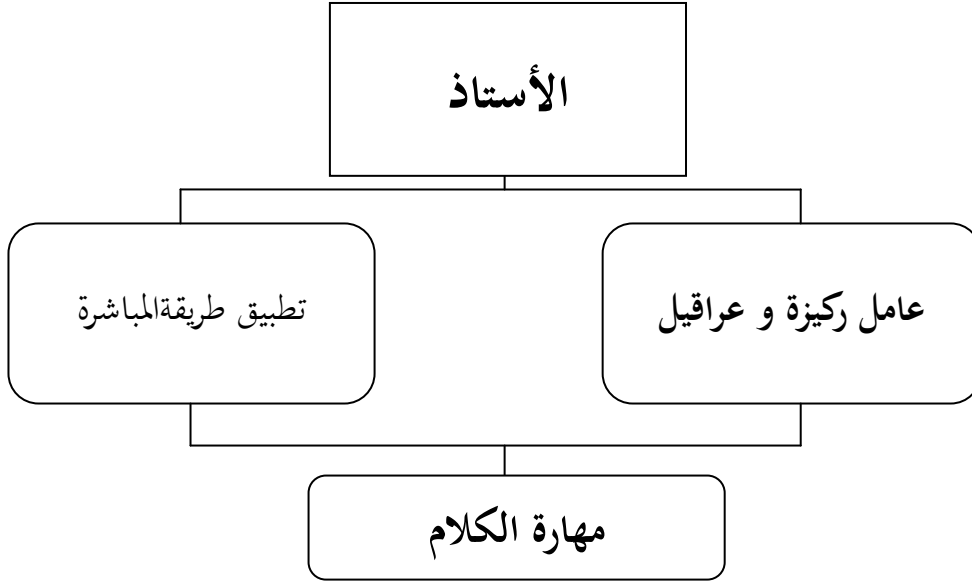 الأستاذ
عامل ركيزة و عراقيل
تطبيق طريقةالمباشرة
مهارة الكلام